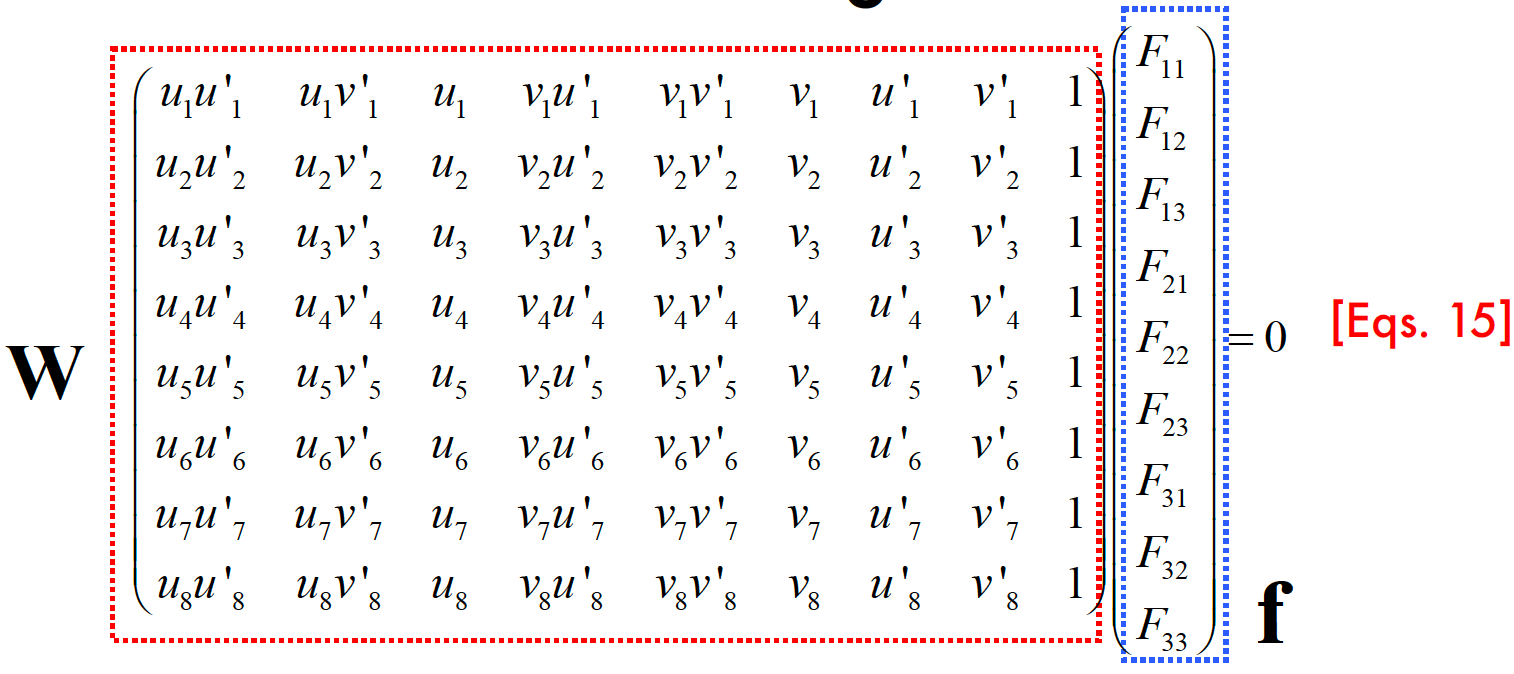 u₁u'₁ u₁v'₁ u₁ v₁u'₁ v₁v'₁ v₁ u'₁ v'₁ 1
u₂u'₂ u₂v'₂ u₂ v₂u'₂ v₂v'₂ v₂ u'₂ v'₂ 1
u₃u'₃ u₃v'₃ u₃ v₃u'₃ v₃v'₃ v₃ u'₃ v'₃ 1
u₄u'₄ u₄v'₄ u₄ v₄u'₄ v₄v'₄ v₄ u'₄ v'₄ 1
u₅u'₅ u₅v'₅ u₅ v₅u'₅ v₅v'₅ v₅ u'₅ v'₅ 1
u₆u'₆ u₆v'₆ u₆ v₆u'₆ v₆v'₆ v₆ u'₆ v'₆ 1
u₇u'₇ u₇v'₇ u₇ v₇u'₇ v₇v'₇ v₇ u'₇ v'₇ 1
u₈u'₈ u₈v'₈ u₈ v₈u'₈ v₈v'₈ v₈ u'₈ v'₈ 1
F₁₁
F₁₂
F₁₃
F₂₁
F₂₂
F₂₃
F₃₁
F₃₂
F₃₃
= 0
[Eqs. 15]
W
f